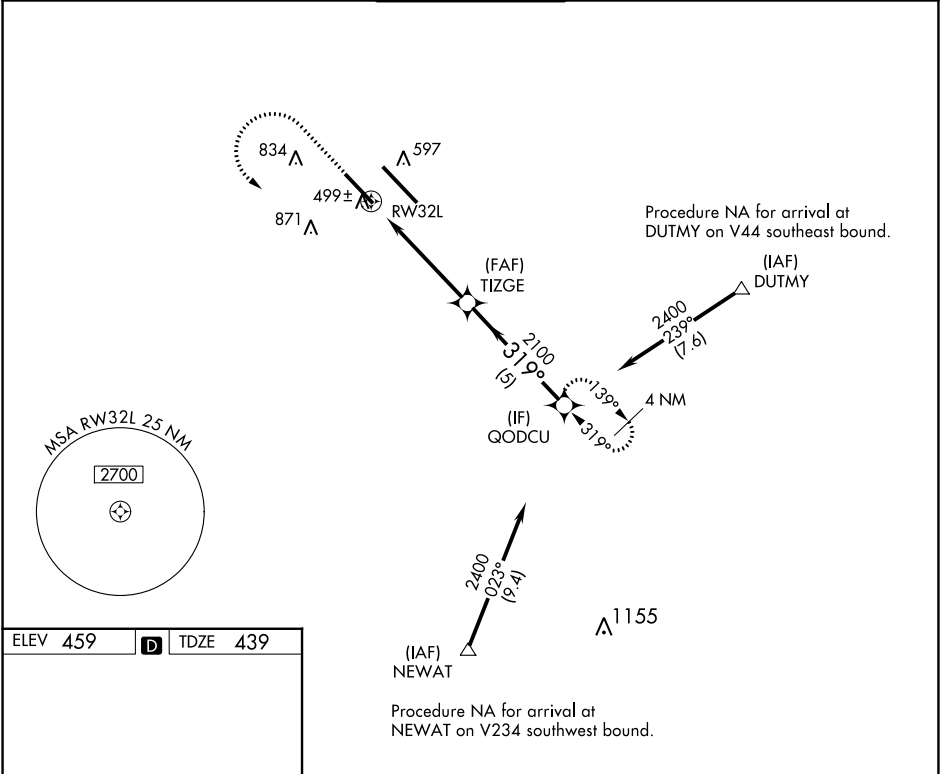 834
597
499±
871
RW32L
Procedure NA for arrival at
DUTMY on V44 southeast bound.
(IAF)
DUTMY
(FAF)
TIZGE
2400
239°
(7.6)
2100
319°
(5)
139°
4 NM
319°
(IF)
QODCU
MSA RW32L 25 NM
2700
2400
023°
(9.4)
1155
(IAF)
NEWAT
Procedure NA for arrival at
NEWAT on V234 southwest bound.
ELEV 459 D TDZE 439